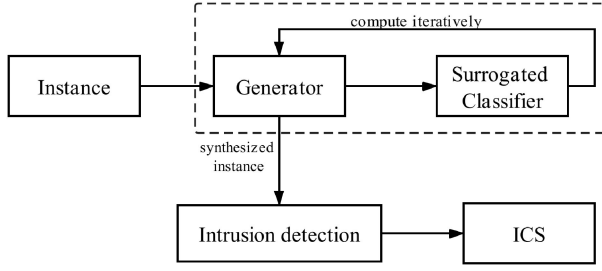 compute iteratively
Instance
Generator
Surrogated
Classifier
synthesized
instance
Intrusion detection
ICS